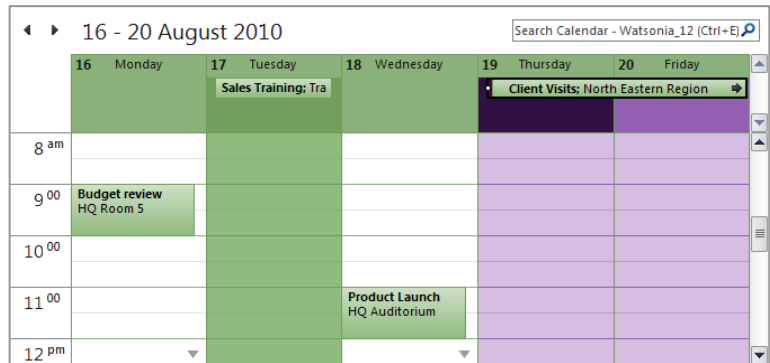 16 - 20 August 2010
Search Calendar - Watsonia_12 (Ctrl+E)
16 Monday
17 Tuesday
18 Wednesday
19 Thursday
20 Friday
Sales Training; Tra
Client Visits; North Eastern Region
8 am
9 00
Budget review
HQ Room 5
10 00
11 00
Product Launch
HQ Auditorium
12 pm